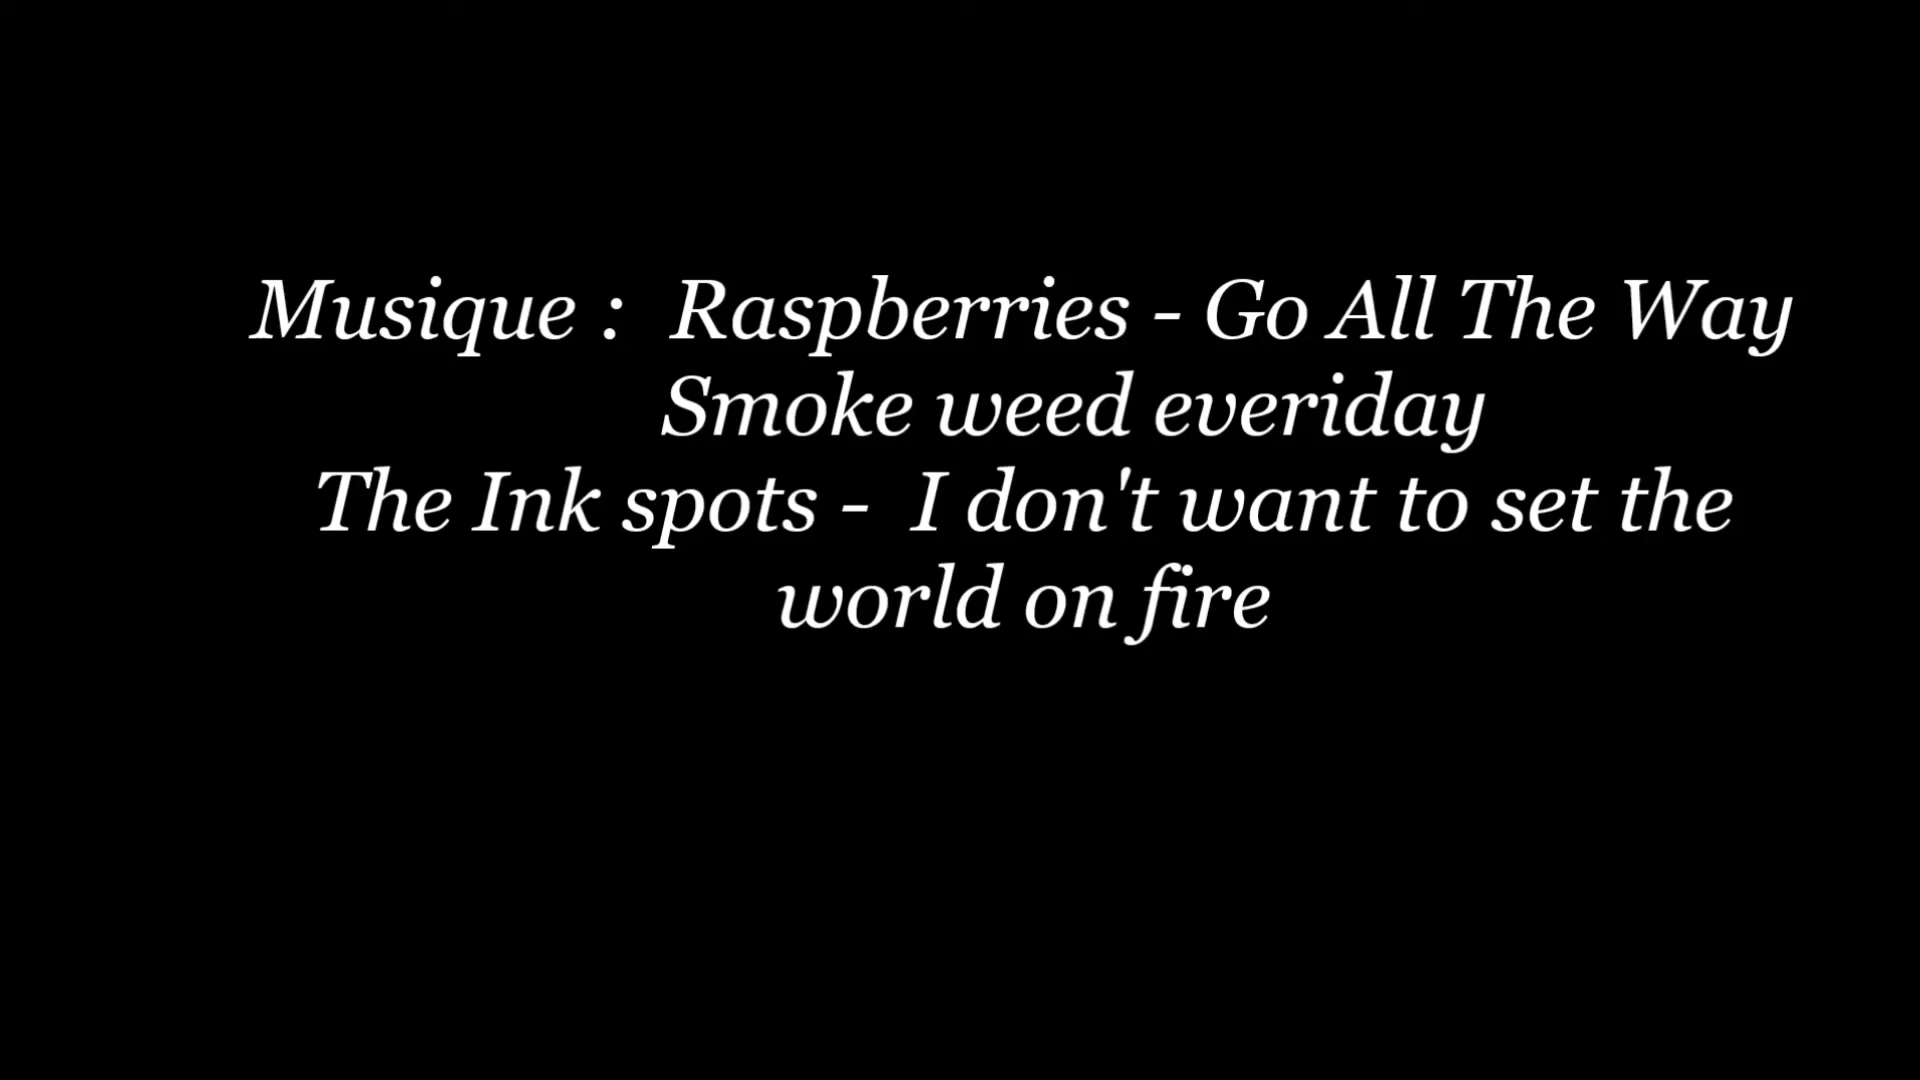 Musique :  Raspberries - Go All The Way
Smoke weed everiday
The Ink spots -  I don't want to set the
world on fire